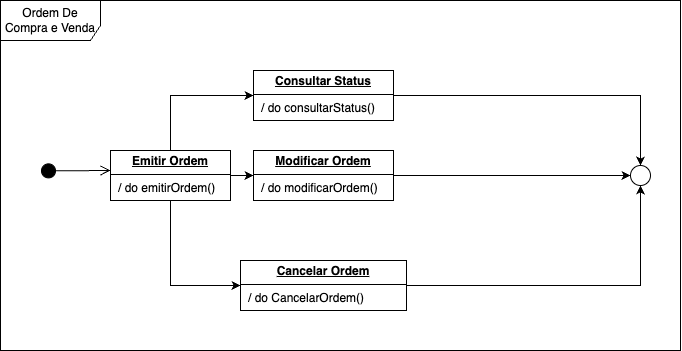 Ordem De
Compra e Venda
Consultar Status
/ do consultarStatus()
Emitir Ordem
/ do emitirOrdem()
Modificar Ordem
/ do modificarOrdem()
Cancelar Ordem
/ do CancelarOrdem()